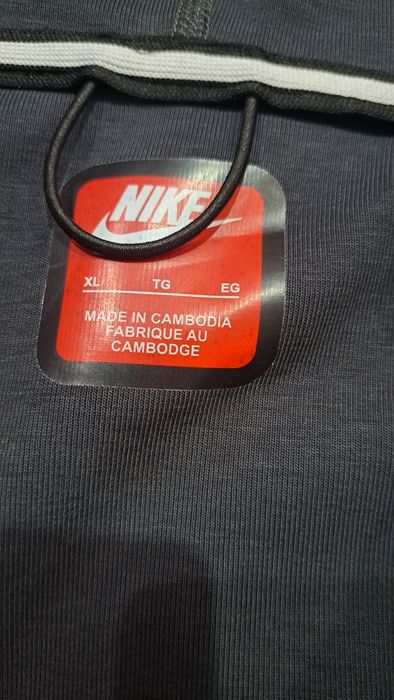 NIKE
XL TG EG
MADE IN CAMBODIA
FABRIQUE AU
CAMBODGE